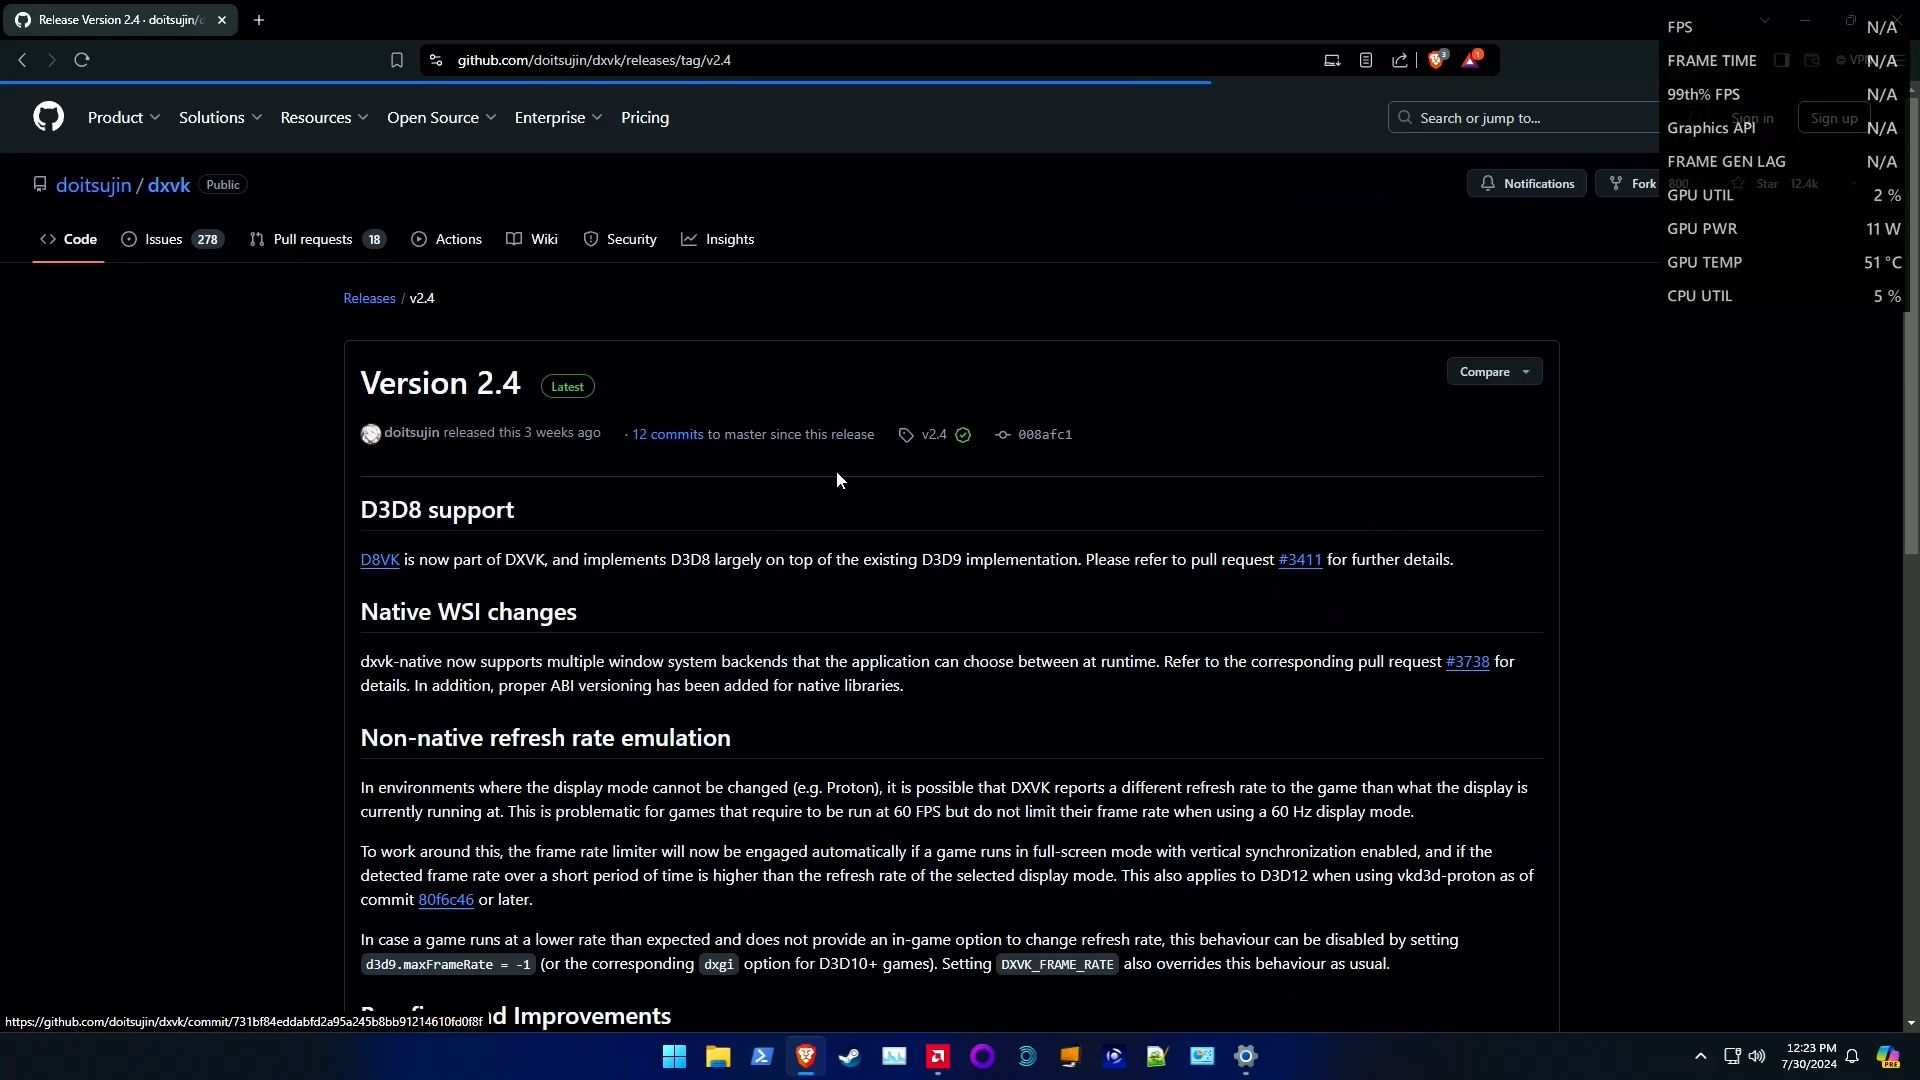 Release Version 2.4 · doitsujin/d
FPS N/A
github.com/doitsujin/dxvk/releases/tag/v2.4
3
1
VP
FRAME TIME N/A
99th% FPS N/A
Product
Solutions
Resources
Open Source
Enterprise
Pricing
Search or jump to...
Sign in
Sign up
Graphics API N/A
FRAME GEN LAG N/A
doitsujin / dxvk Public
Notifications
Fork 800
Star 12.4k
GPU UTIL 2 %
GPU PWR 11 W
Code
Issues 278
Pull requests 18
Actions
Wiki
Security
Insights
GPU TEMP 51 °C
CPU UTIL 5 %
Releases / v2.4
Version 2.4 Latest
Compare
doitsujin released this 3 weeks ago · 12 commits to master since this release v2.4 008afc1
D3D8 support
D8VK is now part of DXVK, and implements D3D8 largely on top of the existing D3D9 implementation. Please refer to pull request #3411 for further details.
Native WSI changes
dxvk-native now supports multiple window system backends that the application can choose between at runtime. Refer to the corresponding pull request #3738 for
details. In addition, proper ABI versioning has been added for native libraries.
Non-native refresh rate emulation
In environments where the display mode cannot be changed (e.g. Proton), it is possible that DXVK reports a different refresh rate to the game than what the display is
currently running at. This is problematic for games that require to be run at 60 FPS but do not limit their frame rate when using a 60 Hz display mode.
To work around this, the frame rate limiter will now be engaged automatically if a game runs in full-screen mode with vertical synchronization enabled, and if the
detected frame rate over a short period of time is higher than the refresh rate of the selected display mode. This also applies to D3D12 when using vkd3d-proton as of
commit 80f6c46 or later.
In case a game runs at a lower rate than expected and does not provide an in-game option to change refresh rate, this behaviour can be disabled by setting
d3d9.maxFrameRate = -1 (or the corresponding dxgi option for D3D10+ games). Setting DXVK_FRAME_RATE also overrides this behaviour as usual.
d Improvements
https://github.com/doitsujin/dxvk/commit/731bf84eddabfd2a95a245b8bb91214610fd0f8f
12:23 PM
7/30/2024
PRE